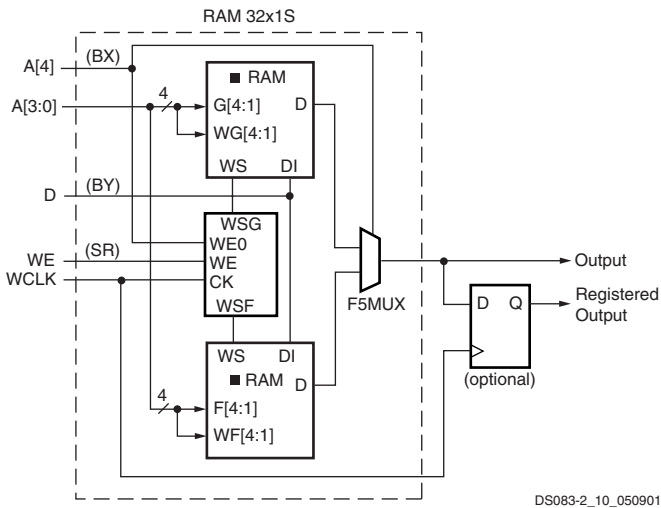 RAM 32x1S
A[4]
(BX)
A[3:0]
4
■ RAM
G[4:1]
D
WG[4:1]
WS
DI
D
(BY)
WSG
WE0
WE
(SR)
WE
WCLK
CK
WSF
F5MUX
Output
D
Q
Registered
Output
(optional)
WS
DI
■ RAM
D
4
F[4:1]
WF[4:1]
DS083-2_10_050901